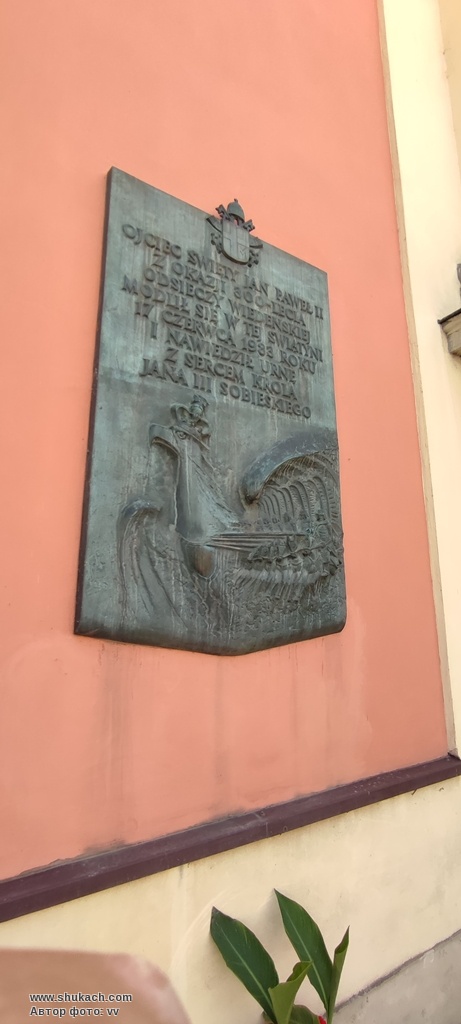 OJCIEC ŚWIĘTY JAN PAWEŁ II
Z OKAZJI 300-LECIA
ODSIECZY WIEDEŃSKIEJ
MODLIŁ SIĘ W TEJ ŚWIĄTYNI
17 CZERWCA 1983 ROKU
I NAWIEDZIŁ URNĘ
Z SERCEM KRÓLA
JANA III SOBIESKIEGO
www.shukach.com
Автор фото: vv